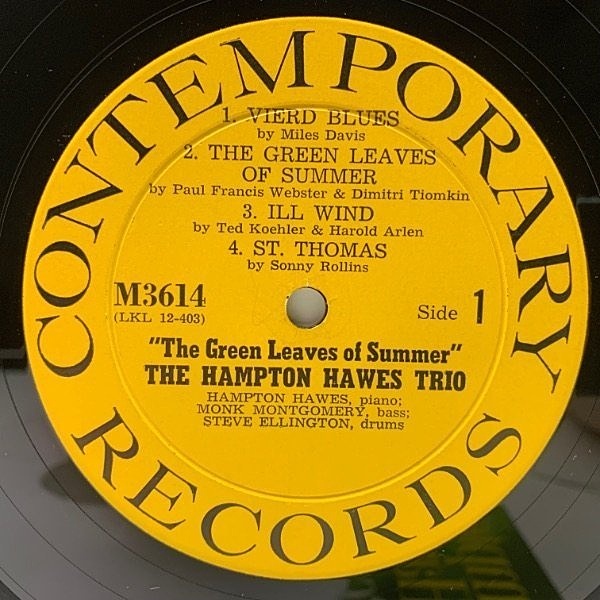 CONTEMPORARY
1. VIERD BLUES
by Miles Davis
2. THE GREEN LEAVES
OF SUMMER
by Paul Francis Webster & Dimitri Tiomkin
3. ILL WIND
by Ted Koehler & Harold Arlen
4. ST. THOMAS
by Sonny Rollins
M3614
(LKL 12-403)
Side 1
"The Green Leaves of Summer"
THE HAMPTON HAWES TRIO
HAMPTON HAWES, piano;
MONK MONTGOMERY, bass;
STEVE ELLINGTON, drums
RECORDS